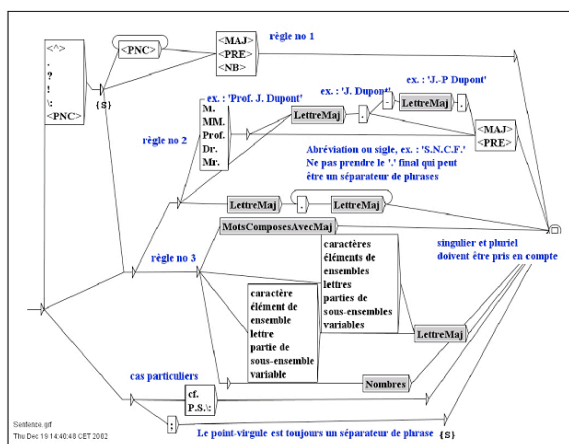 <^>
.
?
!
\:
<PNC>
{S}
<PNC>
<MAJ>
<PRE>
<NB>
règle no 1
ex. : 'Prof. J. Dupont'
ex. : 'J. Dupont'
ex. : 'J.-P Dupont'
règle no 2
M.
MM.
Prof.
Dr.
Mr.
LettreMaj
.
-
LettreMaj
.
<MAJ>
<PRE>
Abréviation ou sigle, ex. : 'S.N.C.F.'
Ne pas prendre le '.' final qui peut
être un séparateur de phrases
LettreMaj
.
LettreMaj
MotsComposesAvecMaj
règle no 3
singulier et pluriel
doivent être pris en compte
caractères
éléments de
ensembles
lettres
parties de
sous-ensembles
variables
caractère
élément de
ensemble
lettre
partie de
sous-ensemble
variable
LettreMaj
Nombres
cas particuliers
cf.
P.S.\:
;
Le point-virgule est toujours un séparateur de phrase
{S}
Sentence.grf
Thu Dec 19 14:40:48 CET 2002